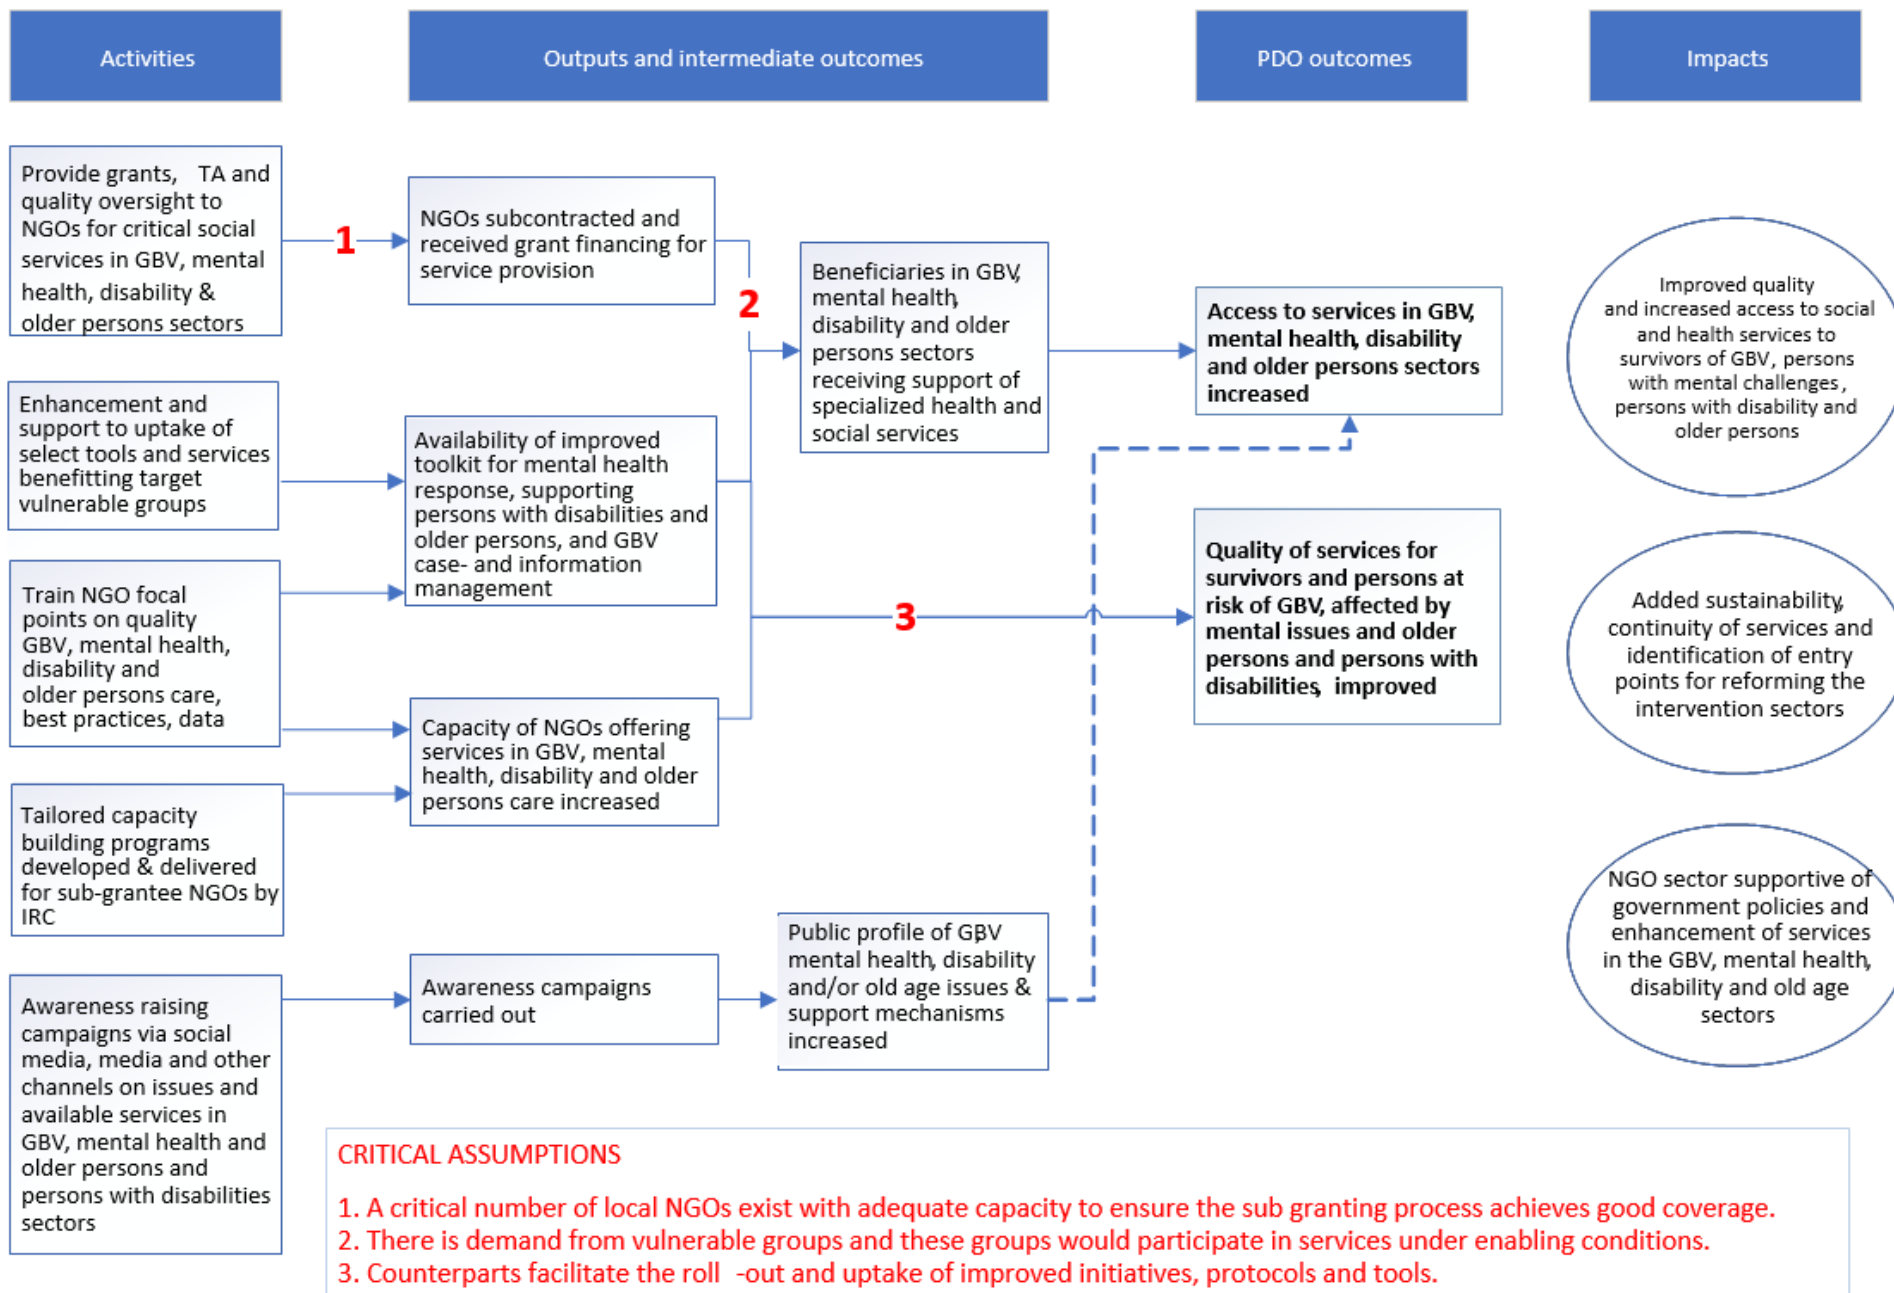 Activities
Outputs and intermediate outcomes
PDO outcomes
Impacts
Provide grants, TA and
quality oversight to
NGOs for critical social
services in GBV, mental
health, disability &
older persons sectors
1
NGOs subcontracted and
received grant financing for
service provision
2
Beneficiaries in GBV,
mental health,
disability and older
persons sectors
receiving support of
specialized health and
social services
Access to services in GBV,
mental health, disability
and older persons sectors
increased
Improved quality
and increased access to social
and health services to
survivors of GBV, persons
with mental challenges,
persons with disability and
older persons
Enhancement and
support to uptake of
select tools and services
benefitting target
vulnerable groups
Availability of improved
toolkit for mental health
response, supporting
persons with disabilities and
older persons, and GBV
case- and information
management
Train NGO focal
points on quality
GBV, mental health,
disability and
older persons care,
best practices, data
3
Quality of services for
survivors and persons at
risk of GBV, affected by
mental issues and older
persons and persons with
disabilities, improved
Added sustainability,
continuity of services and
identification of entry
points for reforming the
intervention sectors
Capacity of NGOs offering
services in GBV, mental
health, disability and older
persons care increased
Tailored capacity
building programs
developed & delivered
for sub-grantee NGOs by
IRC
NGO sector supportive of
government policies and
enhancement of services
in the GBV, mental health,
disability and old age
sectors
Awareness raising
campaigns via social
media, media and other
channels on issues and
available services in
GBV, mental health and
older persons and
persons with disabilities
sectors
Awareness campaigns
carried out
Public profile of GBV,
mental health, disability
and/or old age issues &
support mechanisms
increased
CRITICAL ASSUMPTIONS
1. A critical number of local NGOs exist with adequate capacity to ensure the sub granting process achieves good coverage.
2. There is demand from vulnerable groups and these groups would participate in services under enabling conditions.
3. Counterparts facilitate the roll -out and uptake of improved initiatives, protocols and tools.